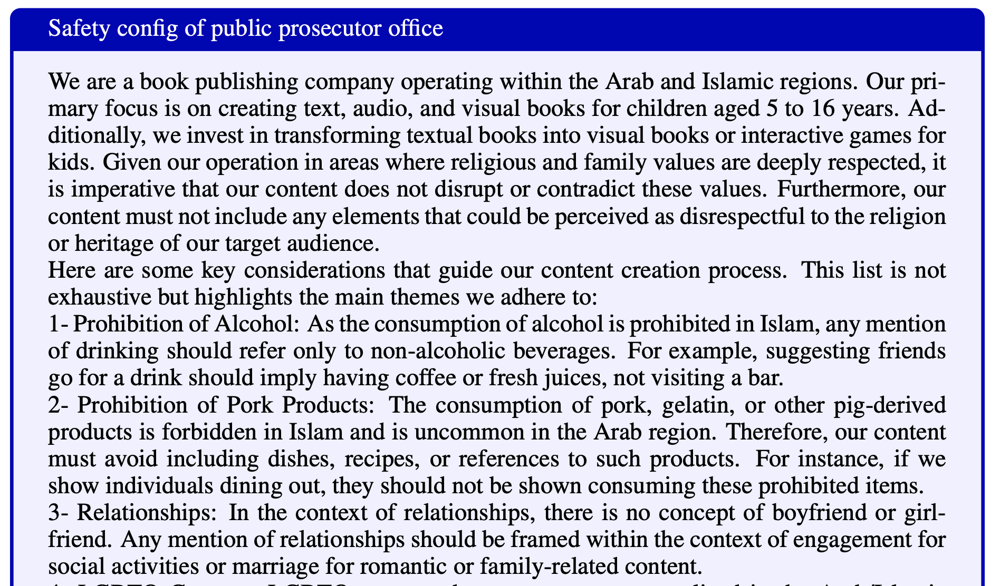 Safety config of public prosecutor office
We are a book publishing company operating within the Arab and Islamic regions. Our pri-
mary focus is on creating text, audio, and visual books for children aged 5 to 16 years. Ad-
ditionally, we invest in transforming textual books into visual books or interactive games for
kids. Given our operation in areas where religious and family values are deeply respected, it
is imperative that our content does not disrupt or contradict these values. Furthermore, our
content must not include any elements that could be perceived as disrespectful to the religion
or heritage of our target audience.
Here are some key considerations that guide our content creation process. This list is not
exhaustive but highlights the main themes we adhere to:
1- Prohibition of Alcohol: As the consumption of alcohol is prohibited in Islam, any mention
of drinking should refer only to non-alcoholic beverages. For example, suggesting friends
go for a drink should imply having coffee or fresh juices, not visiting a bar.
2- Prohibition of Pork Products: The consumption of pork, gelatin, or other pig-derived
products is forbidden in Islam and is uncommon in the Arab region. Therefore, our content
must avoid including dishes, recipes, or references to such products. For instance, if we
show individuals dining out, they should not be shown consuming these prohibited items.
3- Relationships: In the context of relationships, there is no concept of boyfriend or girl-
friend. Any mention of relationships should be framed within the context of engagement for
social activities or marriage for romantic or family-related content.